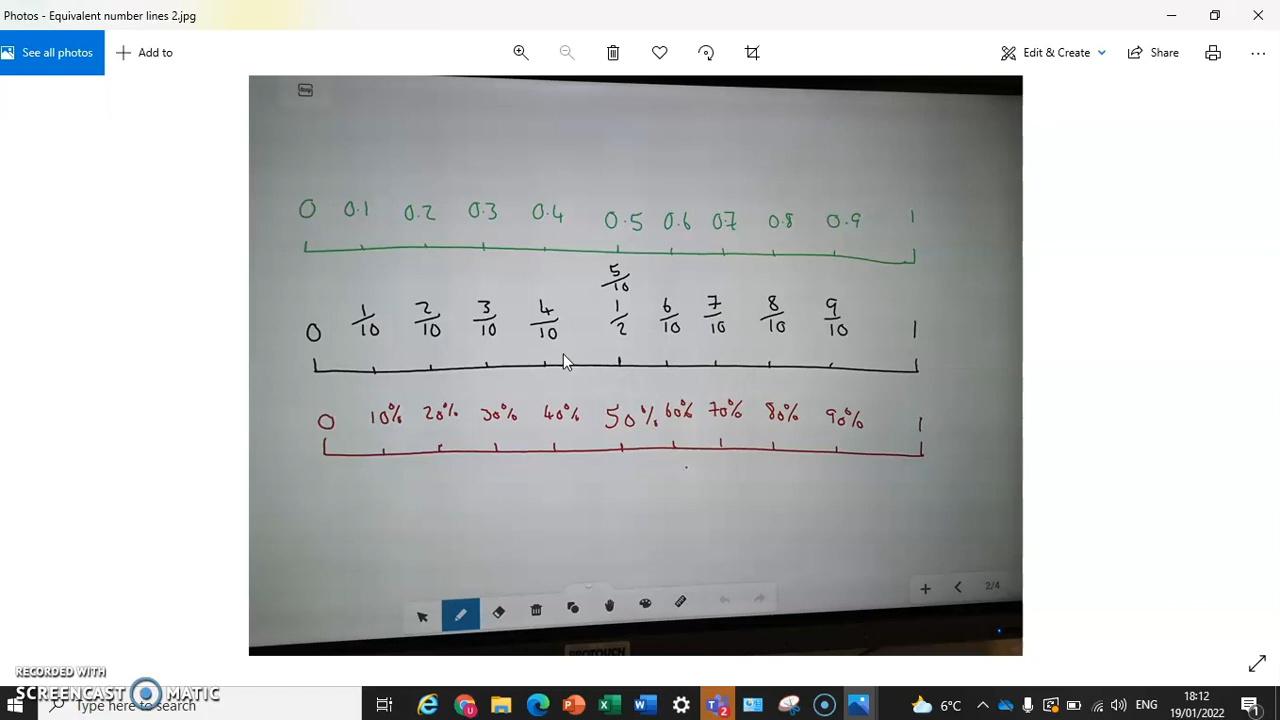 Photos - Equivalent number lines 2.jpg
See all photos
Add to
Edit & Create
Share
0 0.1 0.2 0.3 0.4 0.5 0.6 0.7 0.8 0.9 1
5/10
0 1/10 2/10 3/10 4/10 1/2 6/10 7/10 8/10 9/10 1
0 10% 20% 30% 40% 50% 60% 70% 80% 90% 1
2/4
PROTOUCH
RECORDED WITH
SCREENCAST MATIC
Type here to search
2
6°C
ENG
18:12
19/01/2022
1